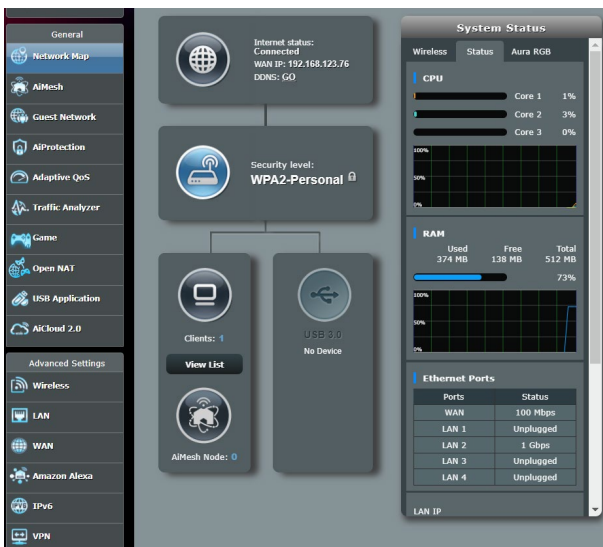 General
Network Map
AiMesh
Guest Network
AiProtection
Adaptive QoS
Traffic Analyzer
Game
Open NAT
USB Application
AiCloud 2.0
Advanced Settings
Wireless
LAN
WAN
Amazon Alexa
IPv6
VPN
Internet status:
Connected
WAN IP: 192.168.123.76
DDNS: GO
Security level:
WPA2-Personal
Clients: 1
View List
AiMesh Node: 0
USB 3.0
No Device
System Status
Wireless Status Aura RGB
CPU
Core 1 1%
Core 2 3%
Core 3 0%
100%
50%
0%
RAM
Used Free Total
374 MB 138 MB 512 MB
73%
100%
50%
0%
Ethernet Ports
Ports Status
WAN 100 Mbps
LAN 1 Unplugged
LAN 2 1 Gbps
LAN 3 Unplugged
LAN 4 Unplugged
LAN IP